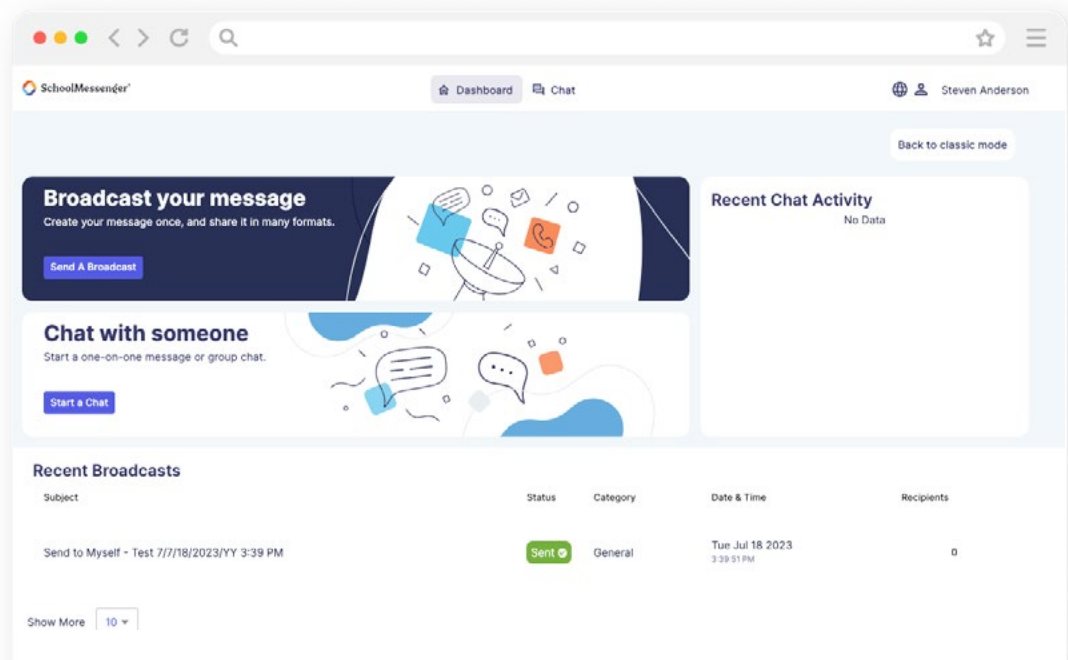 SchoolMessenger®
Dashboard
Chat
Steven Anderson
Back to classic mode
Broadcast your message
Create your message once, and share it in many formats.
Send A Broadcast
Recent Chat Activity
No Data
Chat with someone
Start a one-on-one message or group chat.
Start a Chat
Recent Broadcasts
Subject Status Category Date & Time Recipients
Send to Myself - Test 7/7/18/2023/YY 3:39 PM Sent General Tue Jul 18 2023 0
3:39:51 PM
Show More 10